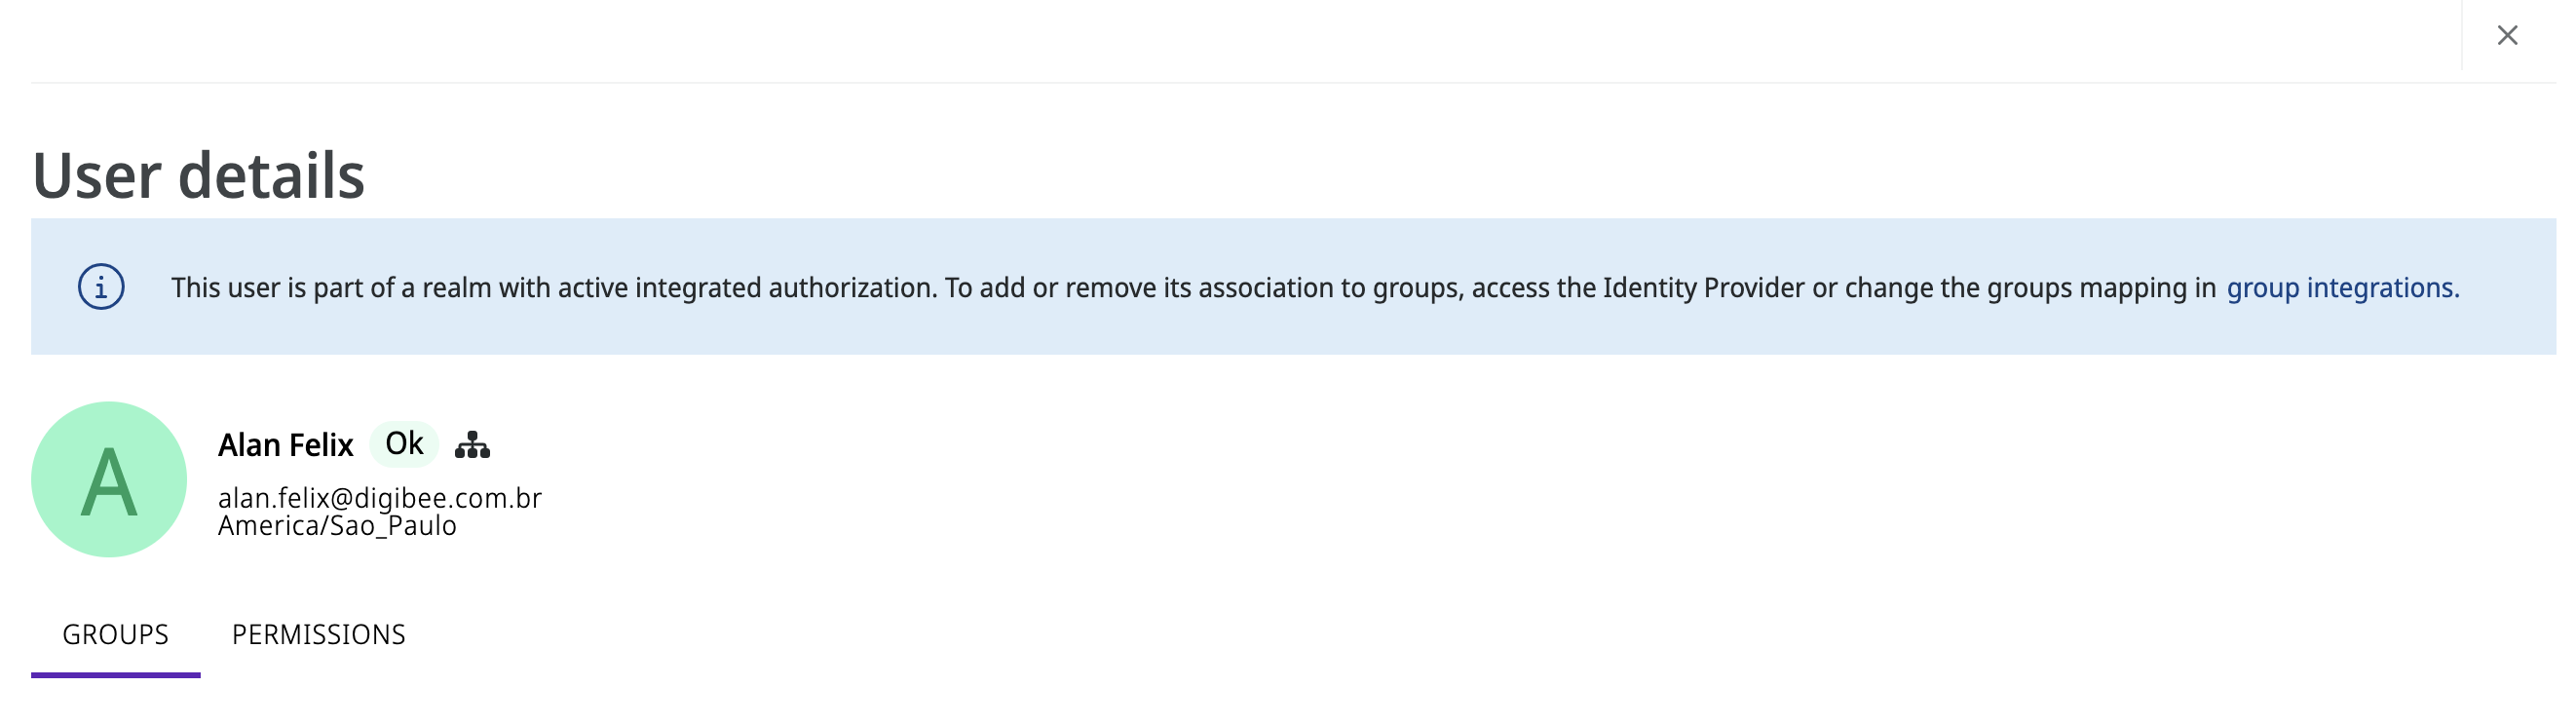 User details
This user is part of a realm with active integrated authorization. To add or remove its association to groups, access the Identity Provider or change the groups mapping in group integrations.
A
Alan Felix Ok
alan.felix@digibee.com.br
America/Sao_Paulo
GROUPS PERMISSIONS